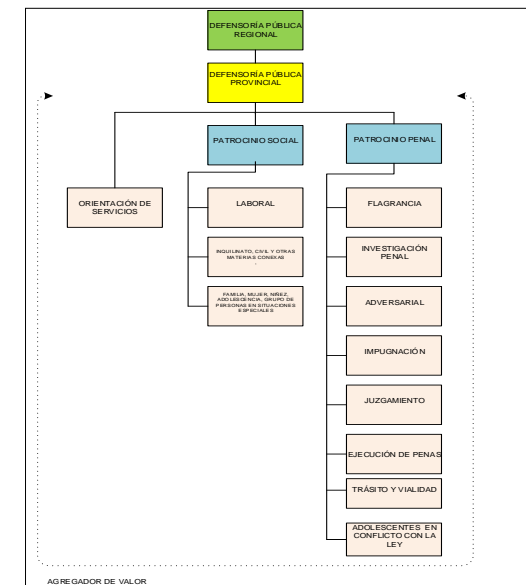 DEFENSORÍA PÚBLICA
REGIONAL
DEFENSORÍA PÚBLICA
PROVINCIAL
PATROCINIO SOCIAL
PATROCINIO PENAL
ORIENTACIÓN DE
SERVICIOS
LABORAL
INQUILINATO, CIVIL Y OTRAS
MATERIAS CONEXAS
FAMILIA, MUJER, NIÑEZ,
ADOLESCENCIA, GRUPO DE
PERSONAS EN SITUACIONES
ESPECIALES
FLAGRANCIA
INVESTIGACIÓN
PENAL
ADVERSARIAL
IMPUGNACIÓN
JUZGAMIENTO
EJECUCIÓN DE PENAS
TRÁSITO Y VIALIDAD
ADOLESCENTES EN
CONFLICTO CON LA
LEY
AGREGADOR DE VALOR